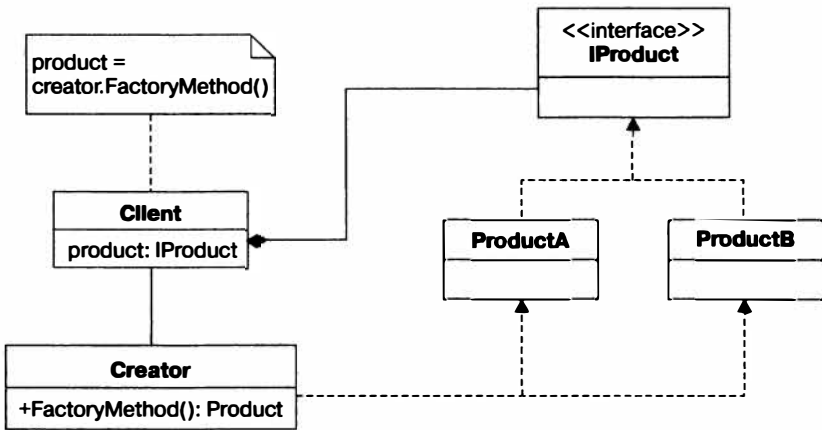 product =
creator.FactoryMethod()
<<interface>>
IProduct
Client
product: IProduct
ProductA
ProductB
Creator
+FactoryMethod(): Product